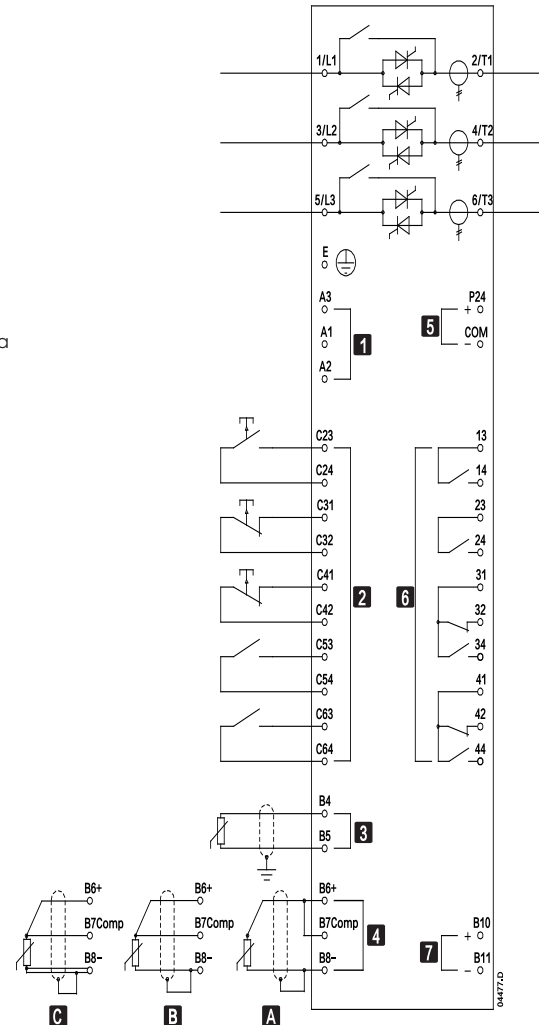 1/L1 2/T1
3/L2 4/T2
5/L3 6/T3
E
A3 P24
+
1 5
A1 COM
-
a
A2
C23 13
C24 14
C31 23
C32 24
C41 31
2 6
C42 32
C53 34
C54 41
C63 42
C64 44
B4
3
B5
B6+ B6+ B6+
B7Comp B7Comp B7Comp B10
4 7 +
B8- B8- B8- B11
-
C B A
04477.D